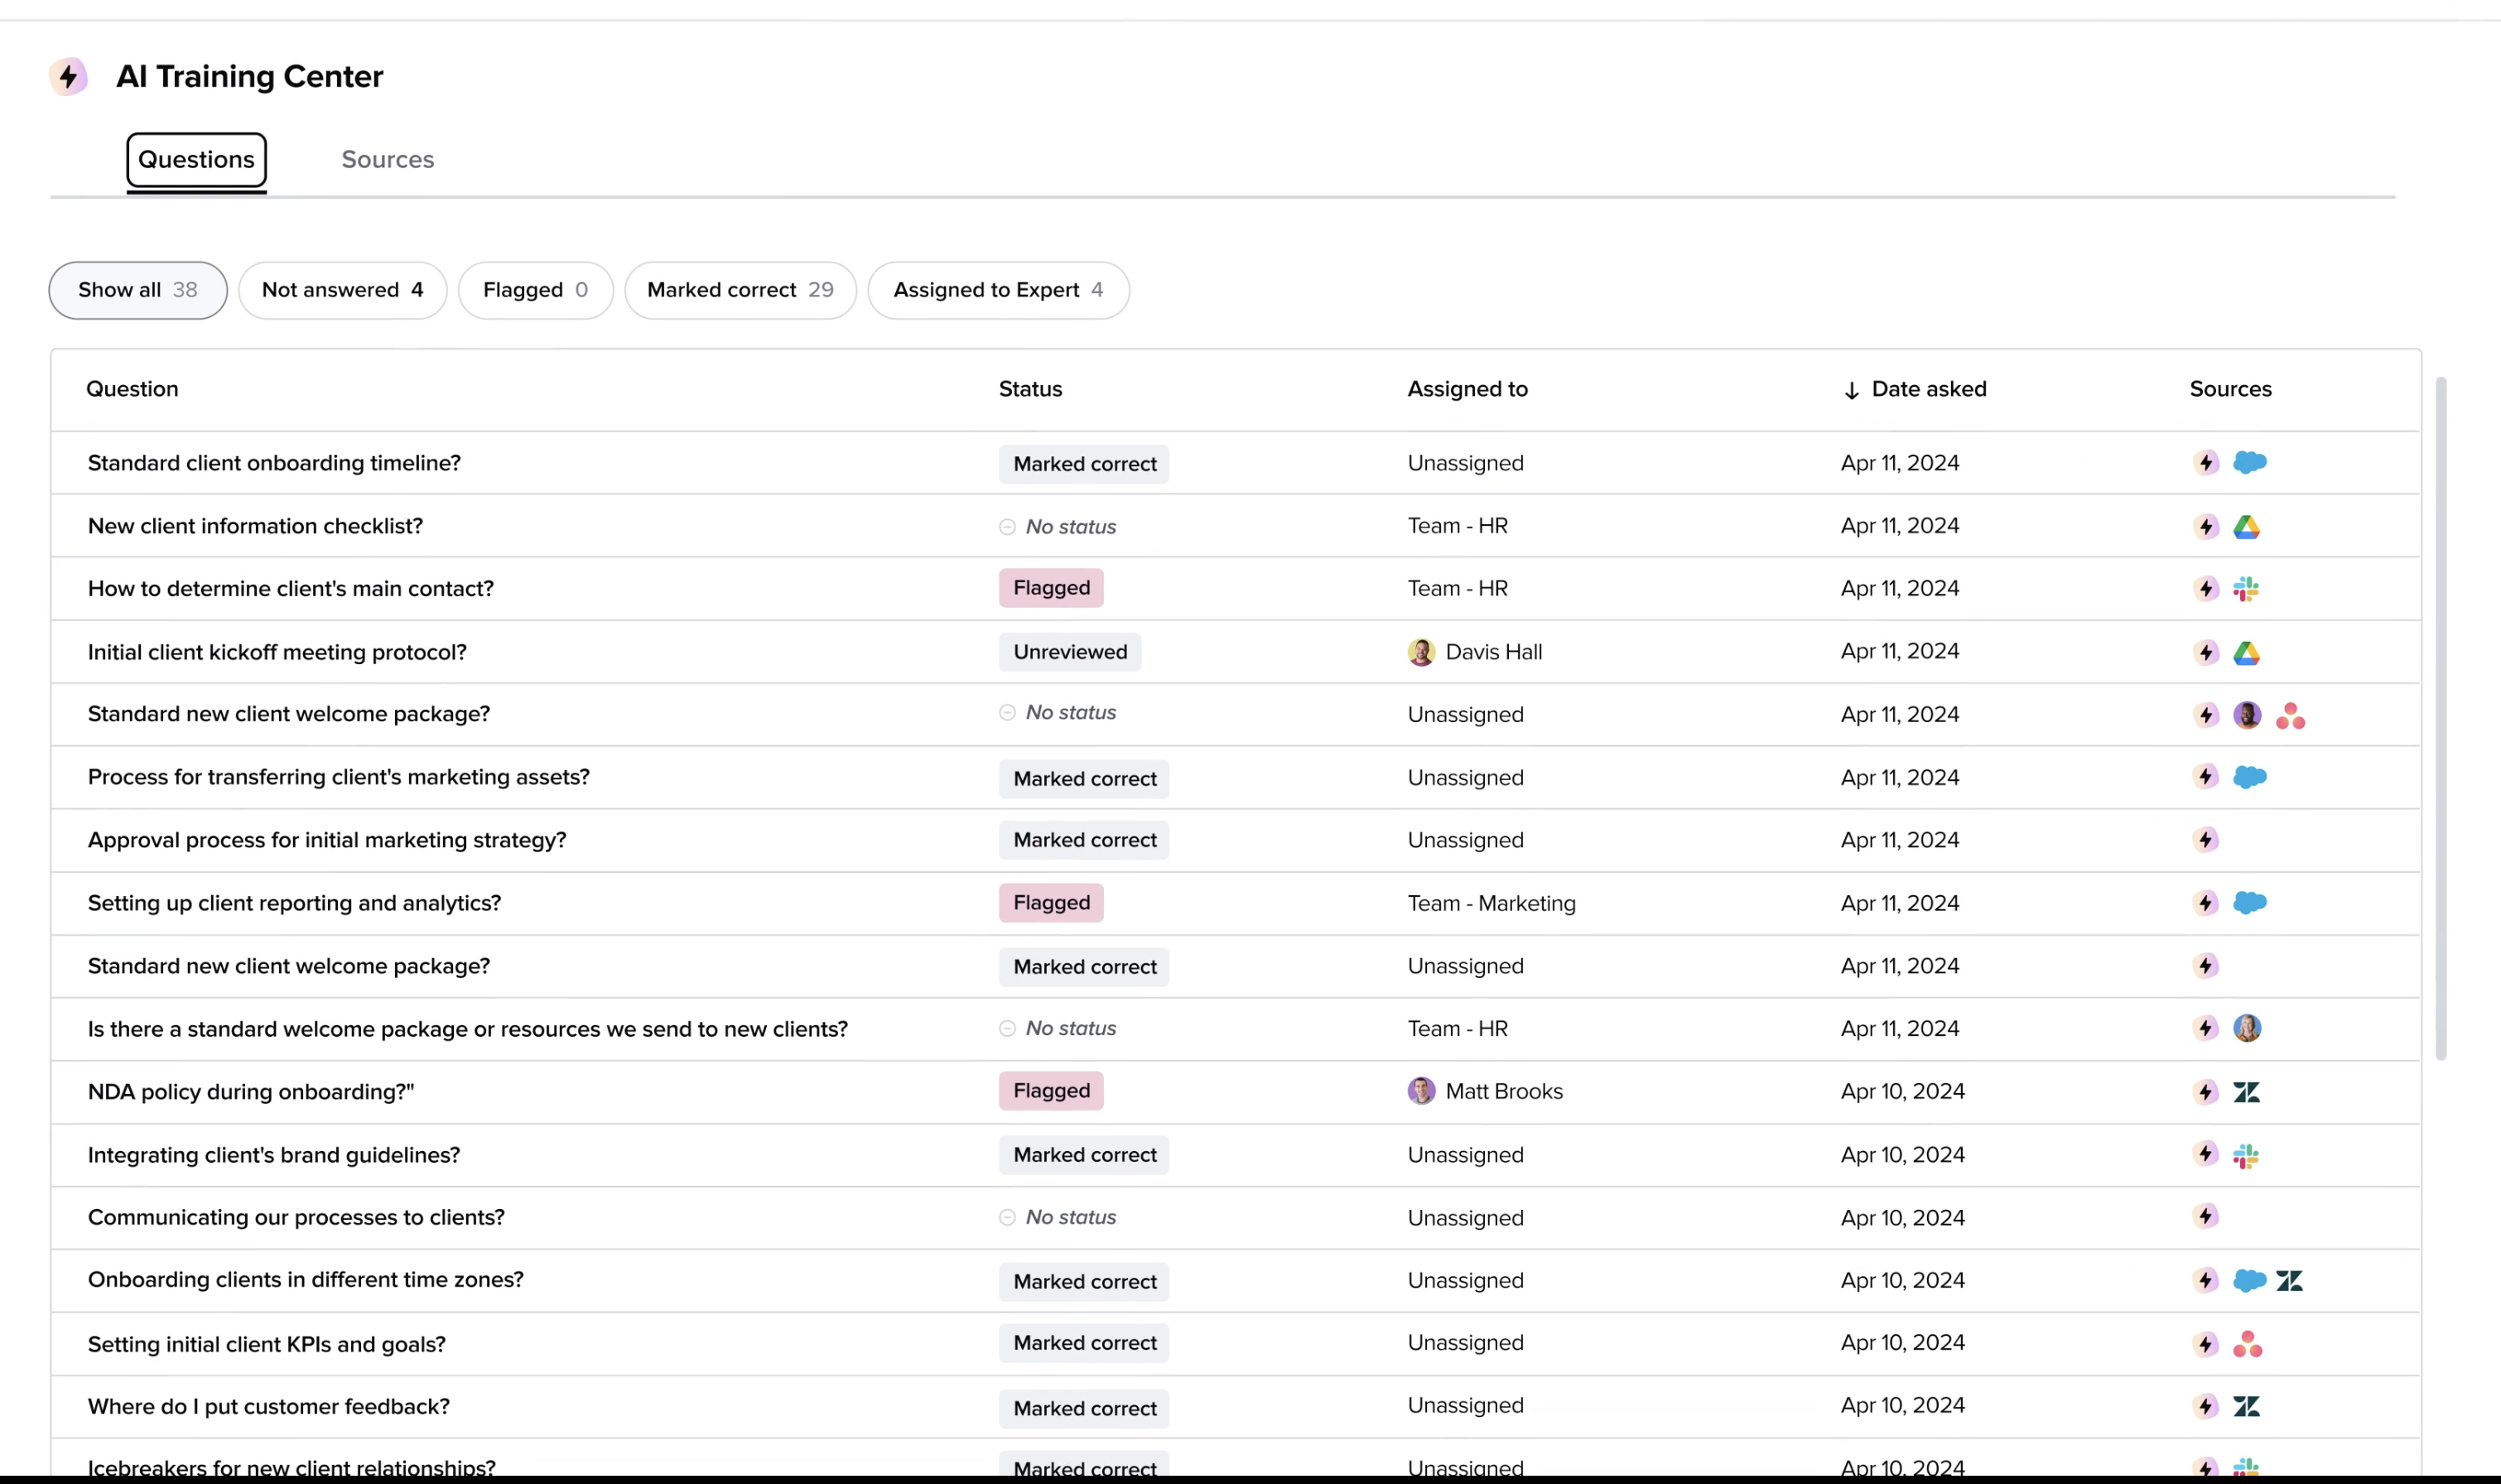 AI Training Center
Questions Sources
Show all 38 Not answered 4 Flagged 0 Marked correct 29 Assigned to Expert 4
Question Status Assigned to ↓ Date asked Sources
Standard client onboarding timeline? Marked correct Unassigned Apr 11, 2024
New client information checklist? No status Team - HR Apr 11, 2024
How to determine client's main contact? Flagged Team - HR Apr 11, 2024
Initial client kickoff meeting protocol? Unreviewed Davis Hall Apr 11, 2024
Standard new client welcome package? No status Unassigned Apr 11, 2024
Process for transferring client's marketing assets? Marked correct Unassigned Apr 11, 2024
Approval process for initial marketing strategy? Marked correct Unassigned Apr 11, 2024
Setting up client reporting and analytics? Flagged Team - Marketing Apr 11, 2024
Standard new client welcome package? Marked correct Unassigned Apr 11, 2024
Is there a standard welcome package or resources we send to new clients? No status Team - HR Apr 11, 2024
NDA policy during onboarding?" Flagged Matt Brooks Apr 10, 2024
Integrating client's brand guidelines? Marked correct Unassigned Apr 10, 2024
Communicating our processes to clients? No status Unassigned Apr 10, 2024
Onboarding clients in different time zones? Marked correct Unassigned Apr 10, 2024
Setting initial client KPIs and goals? Marked correct Unassigned Apr 10, 2024
Where do I put customer feedback? Marked correct Unassigned Apr 10, 2024
Icebreakers for new client relationships? Marked correct Unassigned Apr 10, 2024